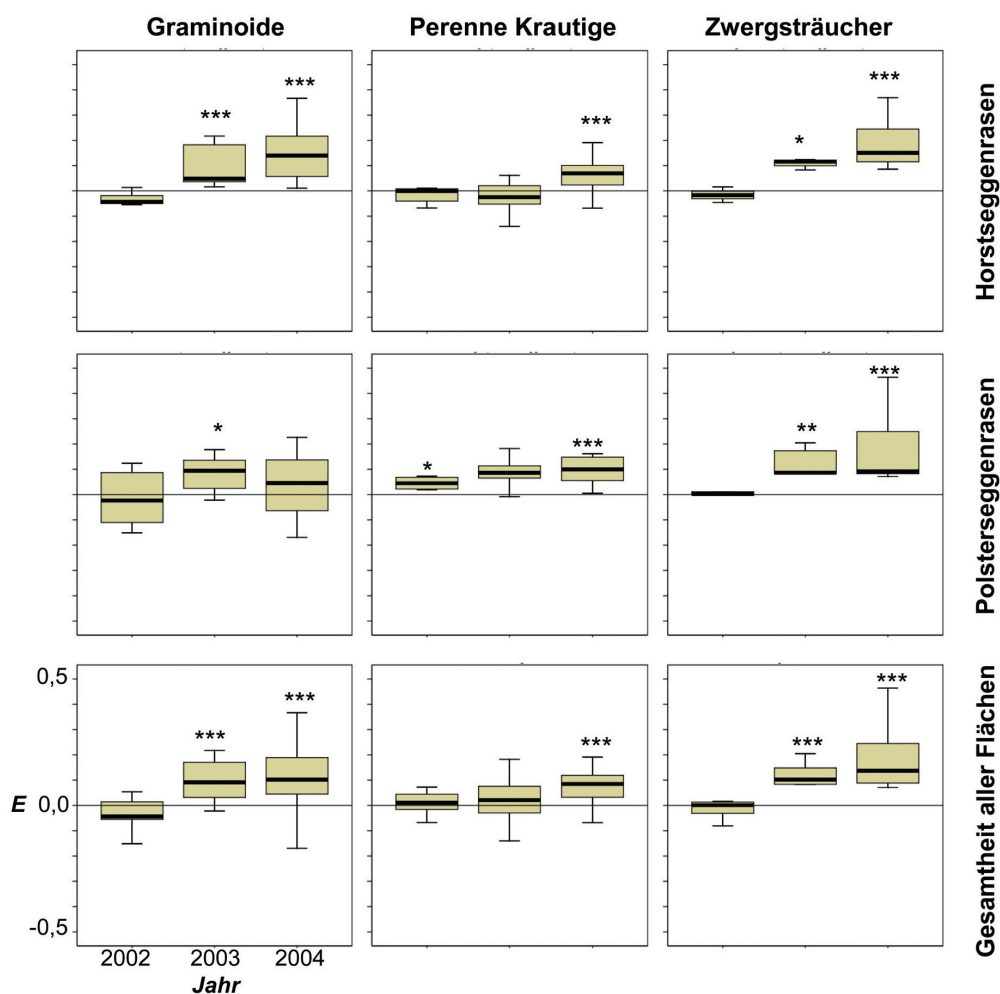 Graminoide
Perenne Krautige
Zwergsträucher
*** ***
***
* ***
Horstseggenrasen
*
* ***
** ***
Polsterseggenrasen
*** ***
***
*** ***
Gesamtheit aller Flächen
0,5
E 0,0
-0,5
2002 2003 2004
Jahr